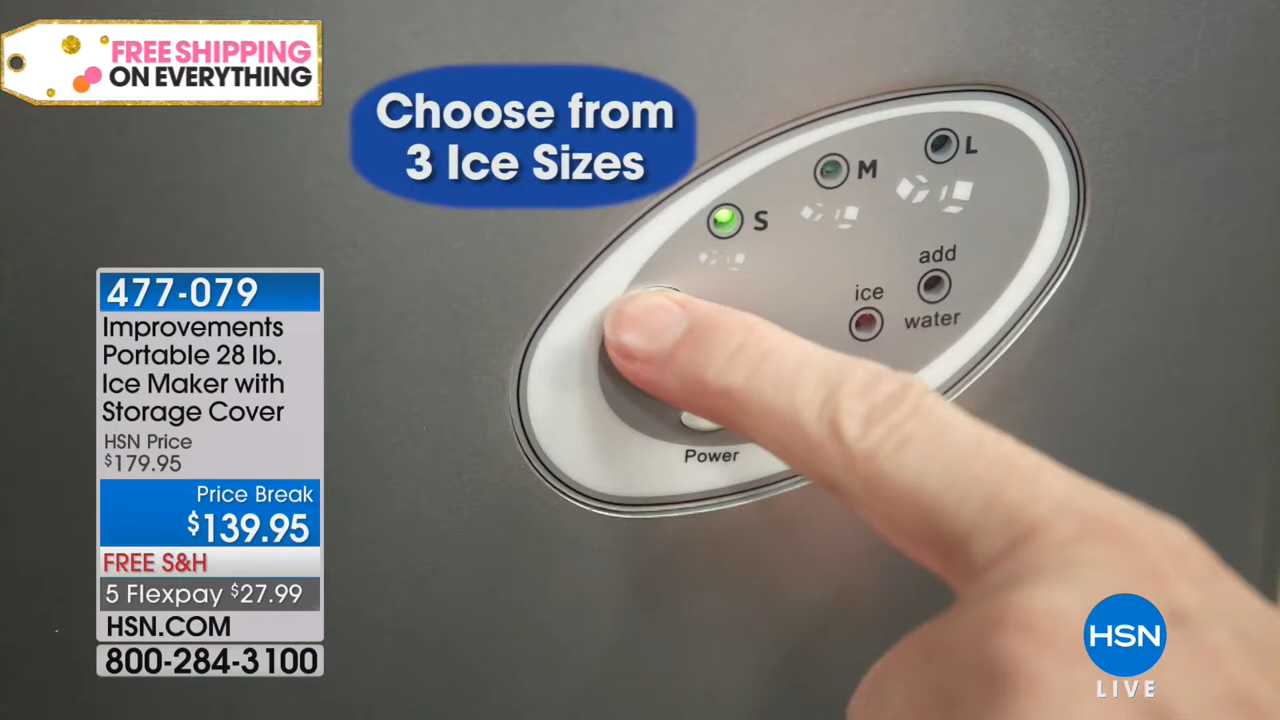 FREE SHIPPING
ON EVERYTHING
Choose from
3 Ice Sizes
S
M
L
add
water
ice
Power
477-079
Improvements
Portable 28 lb.
Ice Maker with
Storage Cover
HSN Price
$179.95
Price Break
$139.95
FREE S&H
5 Flexpay $27.99
HSN.COM
800-284-3100
HSN
LIVE